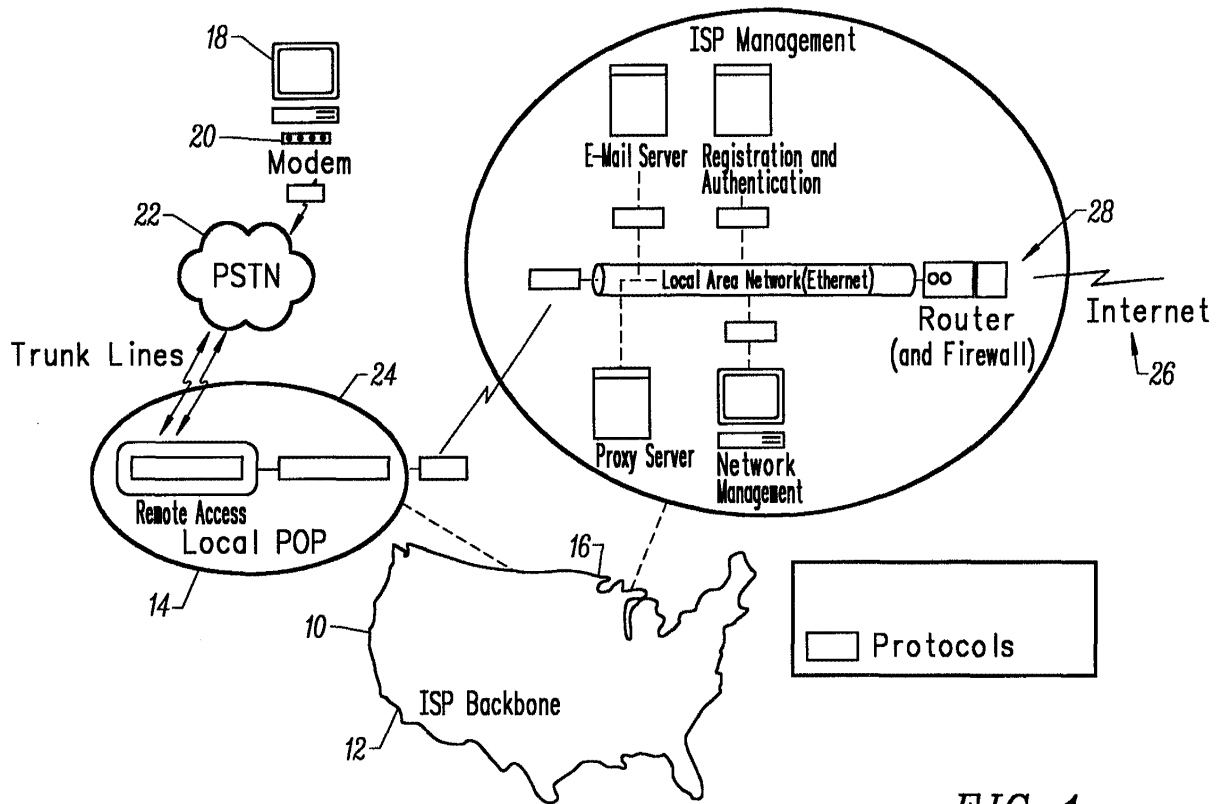 18
20
Modem
22
PSTN
Trunk Lines
24
Remote Access
Local POP
14
ISP Management
E-Mail Server
Registration and
Authentication
28
Local Area Network(Ethernet)
Router
(and Firewall)
Internet
26
Proxy Server
Network
Management
16
10
ISP Backbone
12
Protocols
FIG. 1